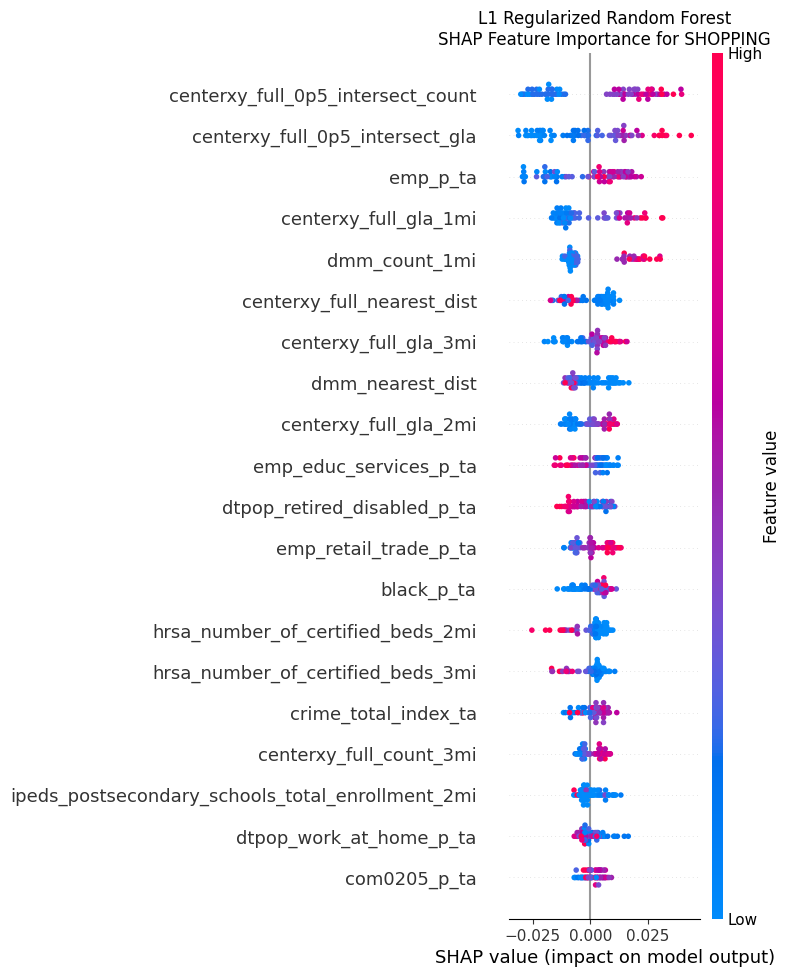 L1 Regularized Random Forest
SHAP Feature Importance for SHOPPING
High
centerxy_full_0p5_intersect_count
centerxy_full_0p5_intersect_gla
emp_p_ta
centerxy_full_gla_1mi
dmm_count_1mi
centerxy_full_nearest_dist
centerxy_full_gla_3mi
dmm_nearest_dist
centerxy_full_gla_2mi
emp_educ_services_p_ta
dtpop_retired_disabled_p_ta
emp_retail_trade_p_ta
black_p_ta
hrsa_number_of_certified_beds_2mi
hrsa_number_of_certified_beds_3mi
crime_total_index_ta
centerxy_full_count_3mi
ipeds_postsecondary_schools_total_enrollment_2mi
dtpop_work_at_home_p_ta
com0205_p_ta
Feature value
Low
−0.025 0.000 0.025
SHAP value (impact on model output)